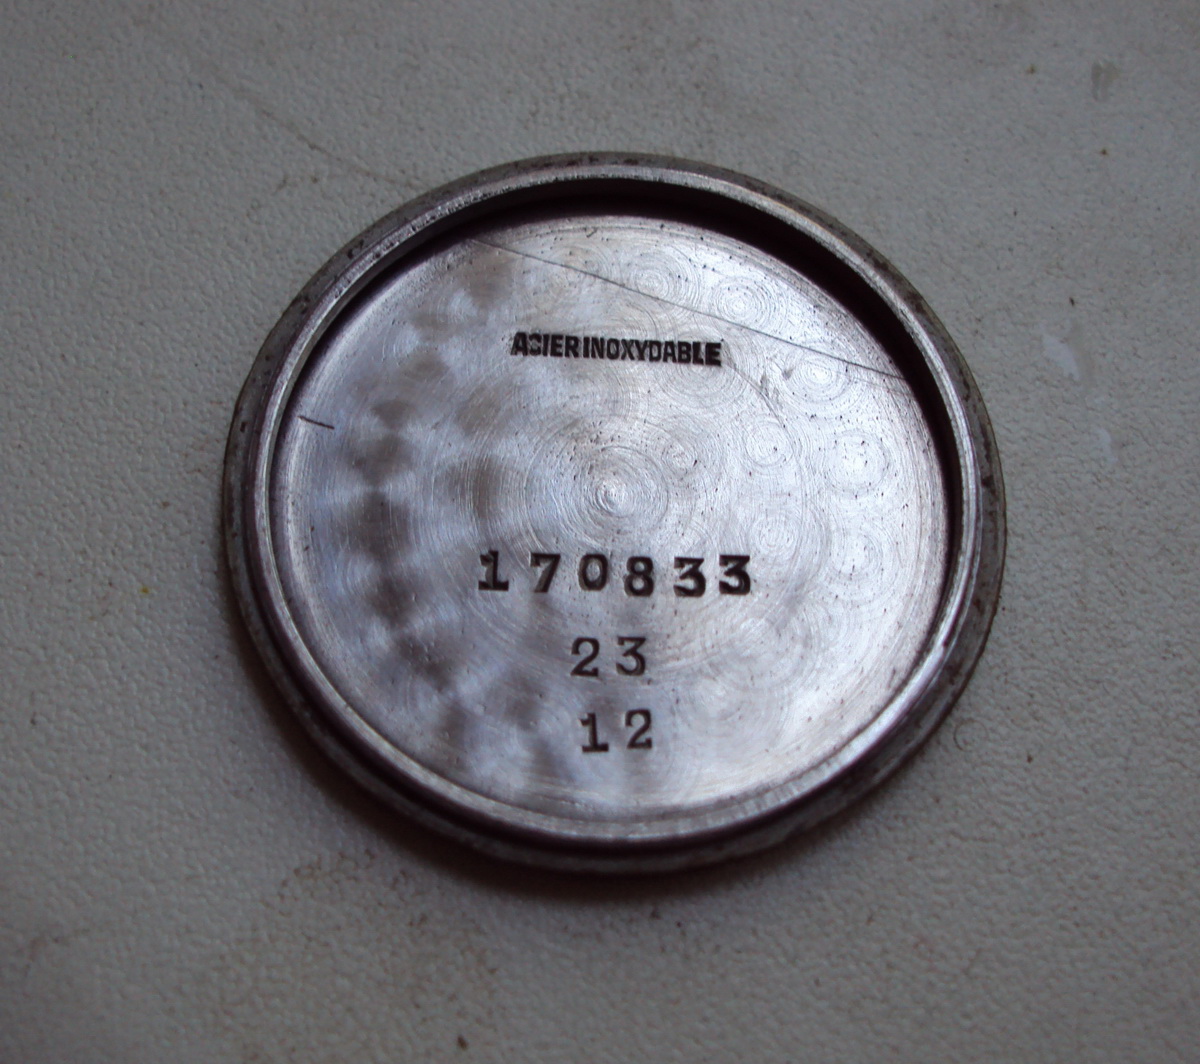 ACIER INOXYDABLE
170833
23
12